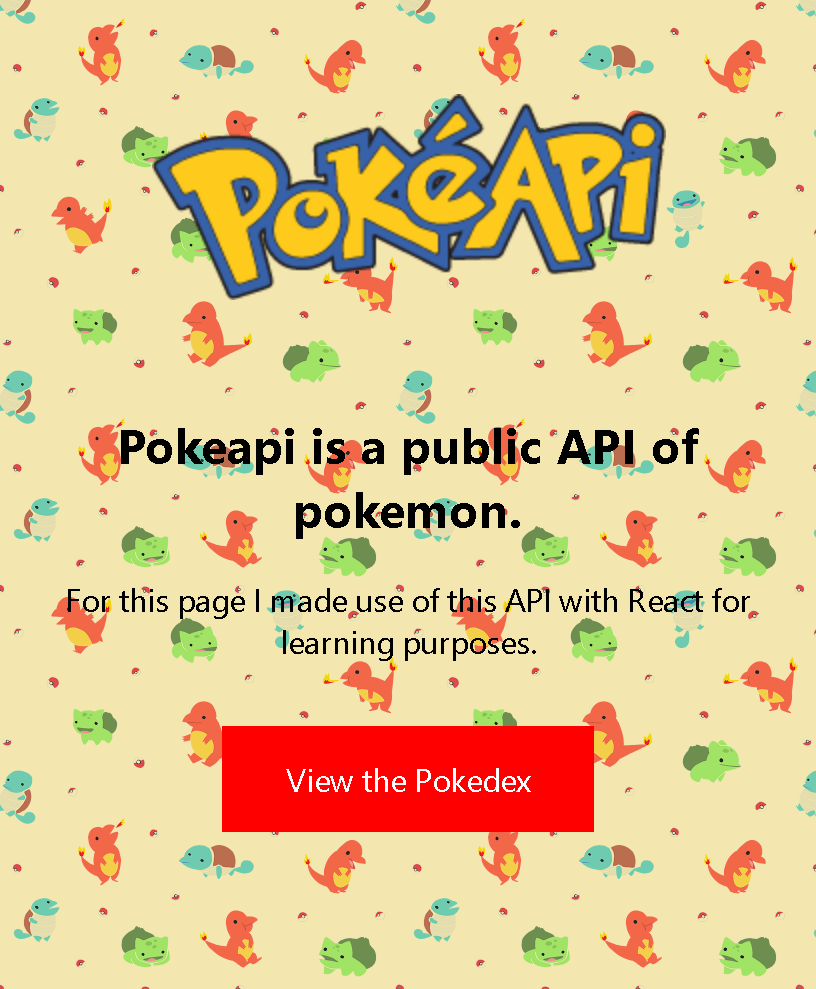 PokéAPi
Pokeapi is a public API of
pokemon.
For this page I made use of this API with React for
learning purposes.
View the Pokedex